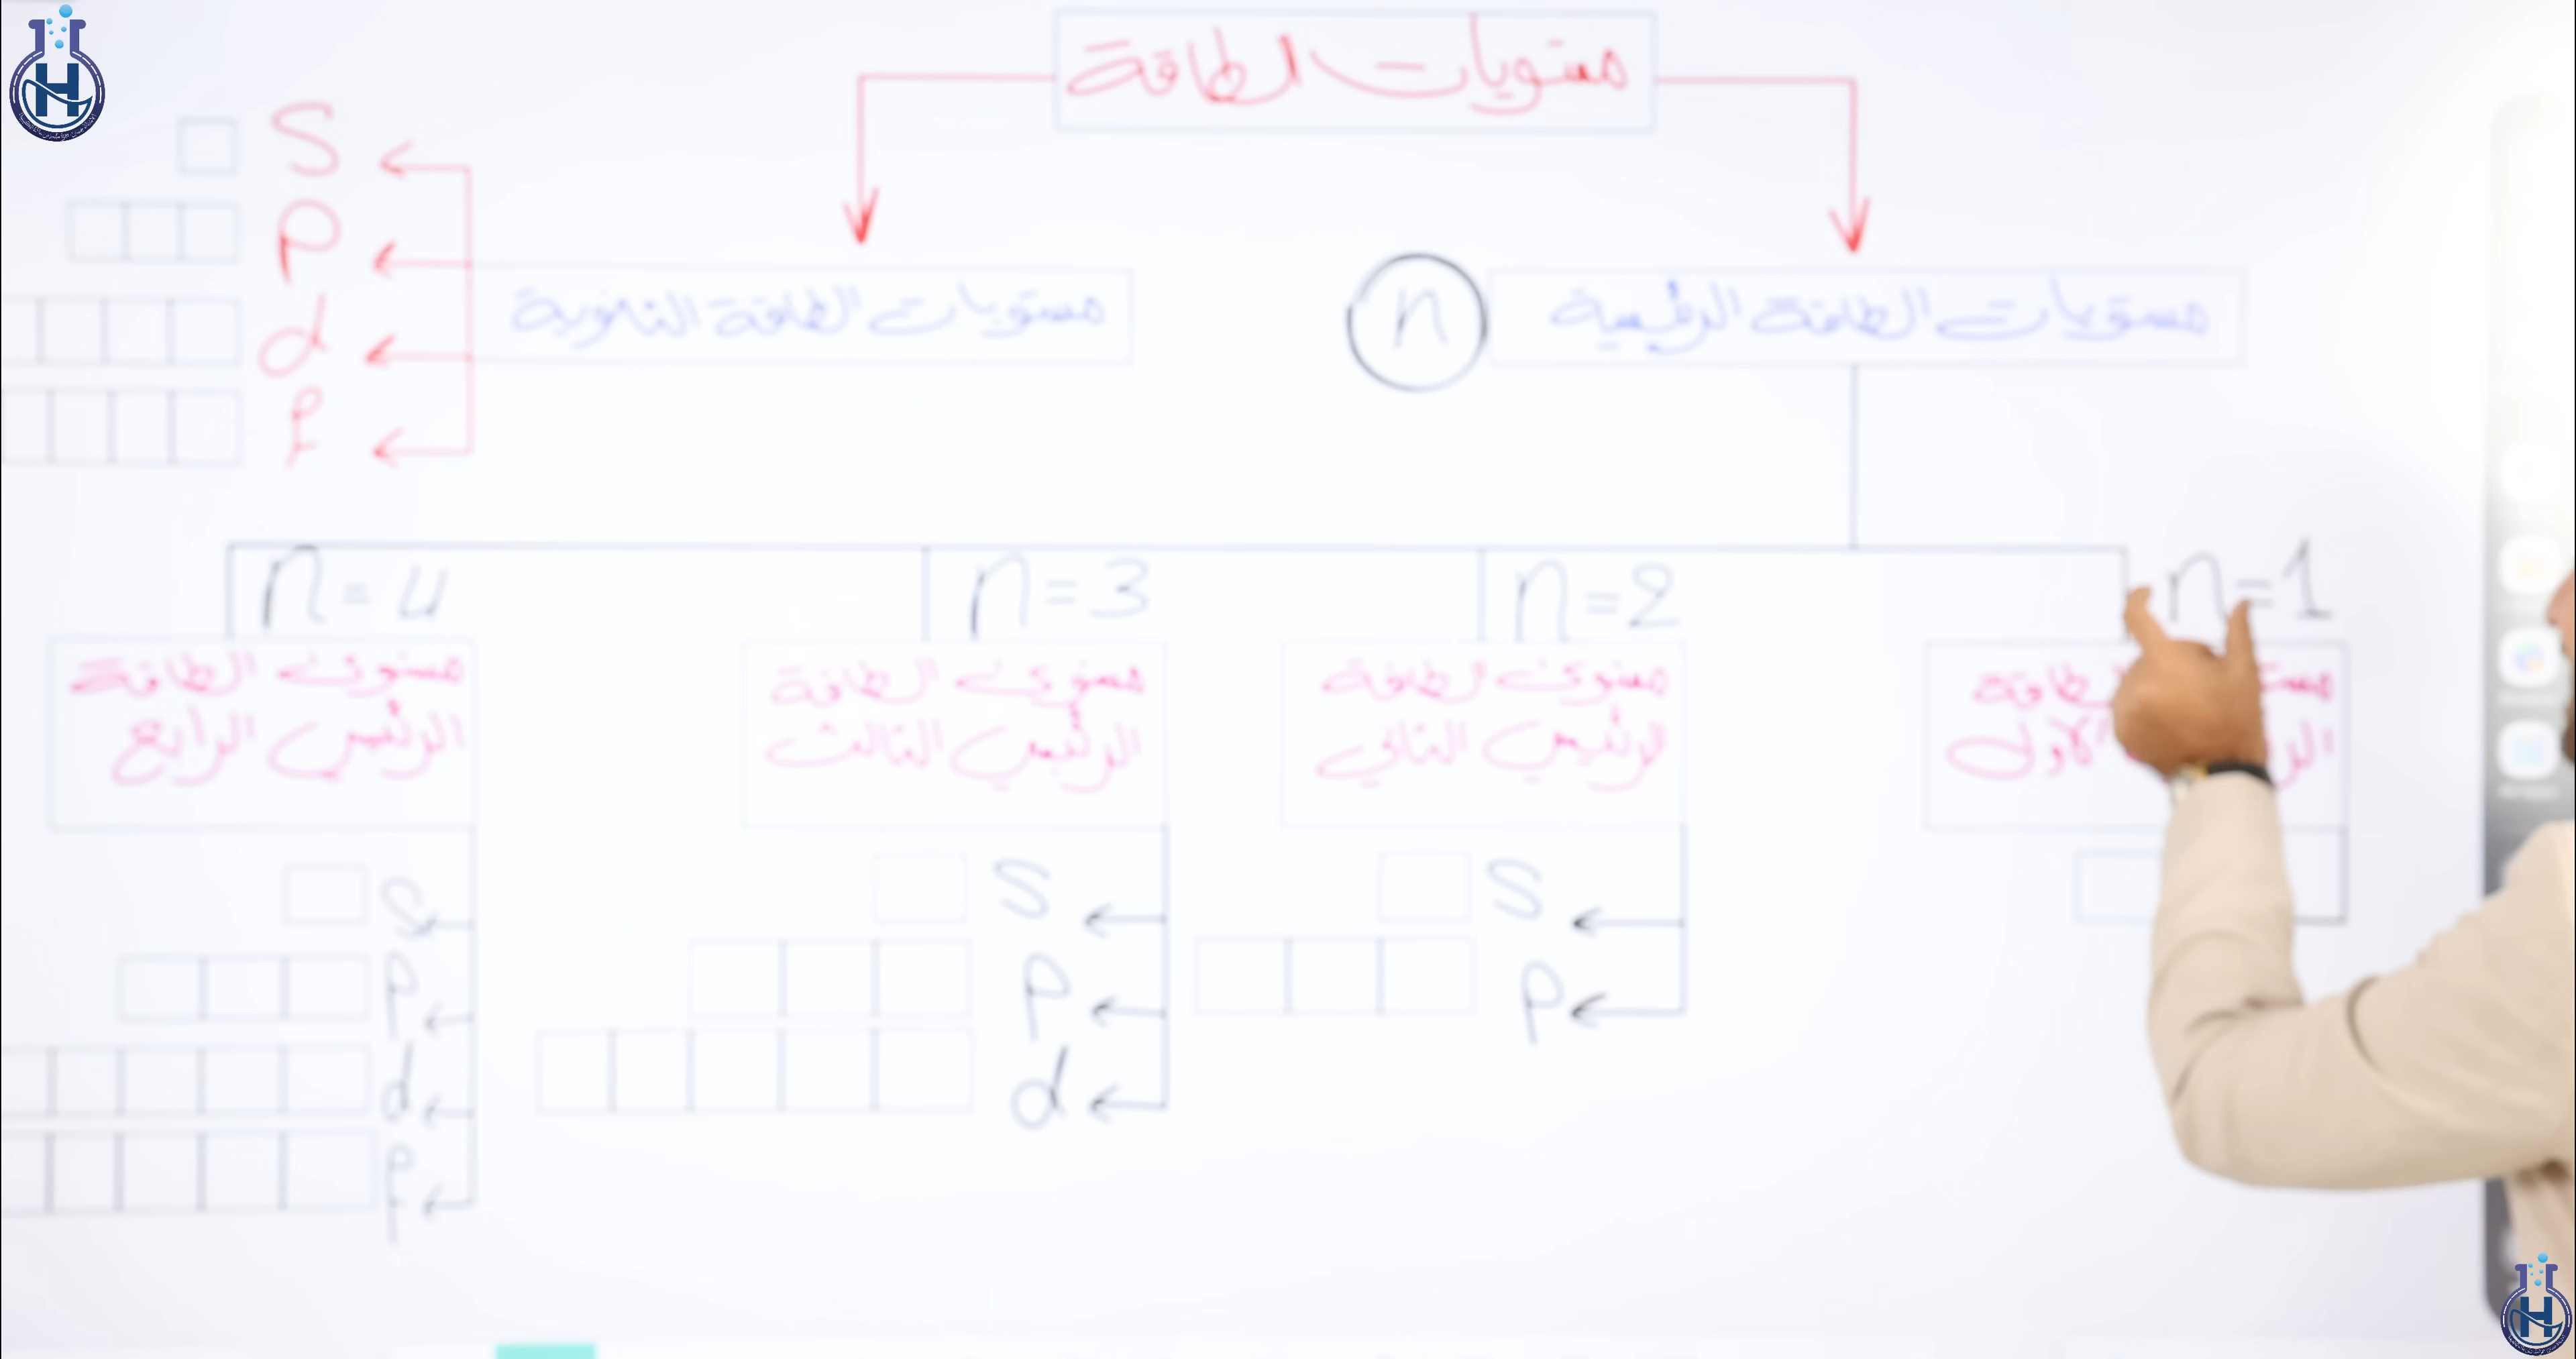 مستويات الطاقة
مستويات الطاقة الرئيسية
n
مستويات الطاقة الثانوية
S
P
d
f
n=1
الطاقة
الأول
n=2
مستوى الطاقة
الرئيسي الثاني
S
P
n=3
مستوى الطاقة
الرئيسي الثالث
S
P
d
n=4
مستوى الطاقة
الرئيسي الرابع
S
P
d
f
H
H